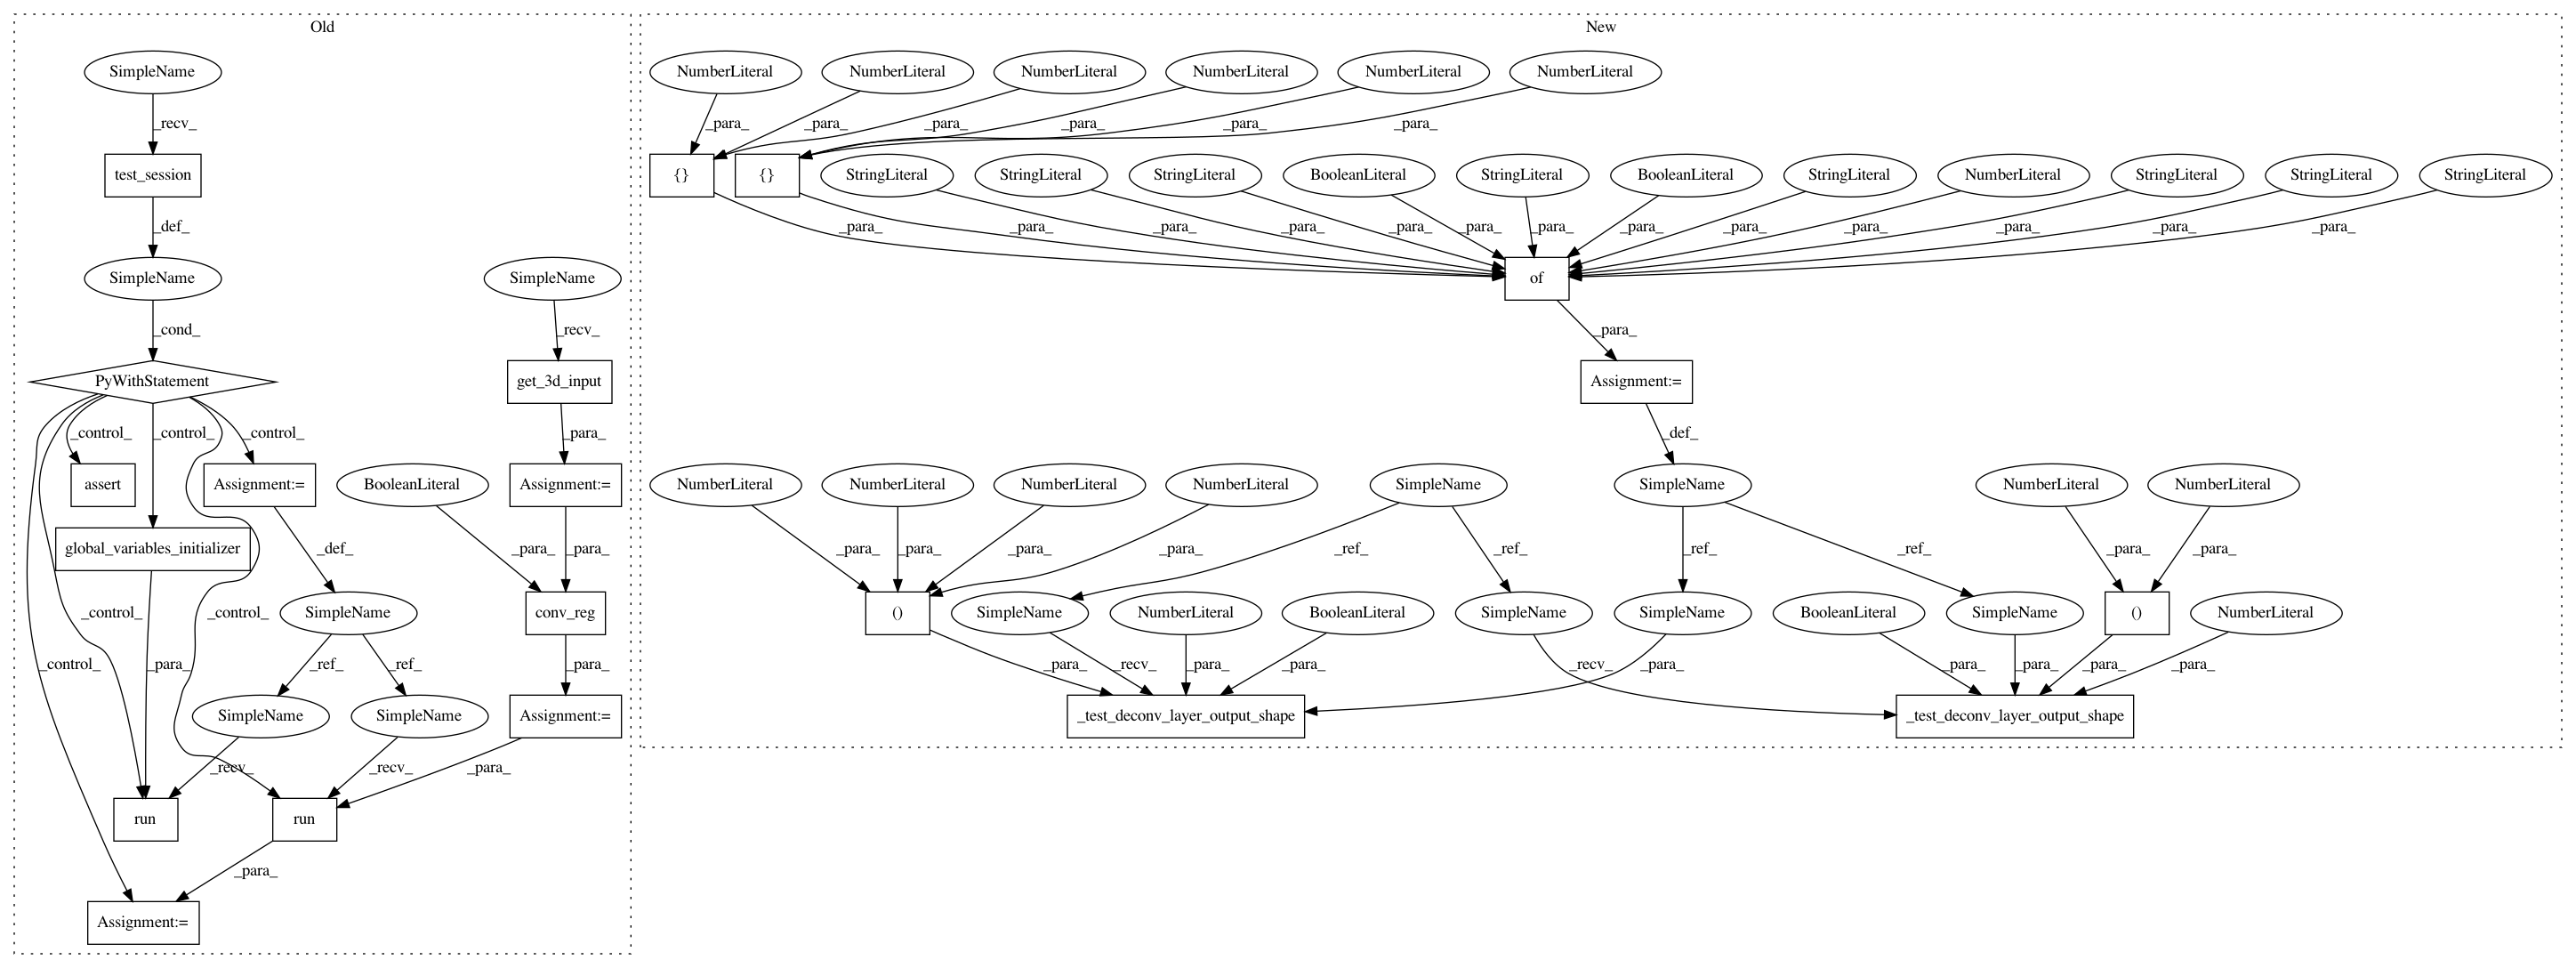 Old
New
SimpleName
NumberLiteral NumberLiteral NumberLiteral NumberLiteral NumberLiteral NumberLiteral
_recv_
_para_ _para_ _para_ _para_ _para_ _para_
test_session
{} {} StringLiteral StringLiteral StringLiteral BooleanLiteral StringLiteral BooleanLiteral StringLiteral NumberLiteral StringLiteral StringLiteral StringLiteral
_def_
_para_ _para_ _para_ _para_ _para_ _para_ _para_ _para_ _para_ _para_ _para_ _para_ _para_
SimpleName SimpleName
of
_cond_ _recv_
_para_
PyWithStatement get_3d_input
Assignment:=
_control_ _control_ _control_ _para_
_def_
assert Assignment:= BooleanLiteral Assignment:=
NumberLiteral NumberLiteral NumberLiteral NumberLiteral SimpleName SimpleName NumberLiteral NumberLiteral
global_variables_initializer _def_ _para_ _para_
_para_ _para_ _para_ _para_ _ref_ _ref_ _ref_ _ref_ _para_ _para_
_control_ _control_ SimpleName conv_reg
() SimpleName NumberLiteral BooleanLiteral SimpleName SimpleName BooleanLiteral SimpleName () NumberLiteral
_control_ _para_ _ref_ _ref_ _para_
_para_ _recv_ _para_ _para_ _para_ _recv_ _para_ _para_ _para_ _para_
SimpleName SimpleName Assignment:=
_test_deconv_layer_output_shape _test_deconv_layer_output_shape
_recv_ _recv_ _para_
run run
_para_
Assignment:=